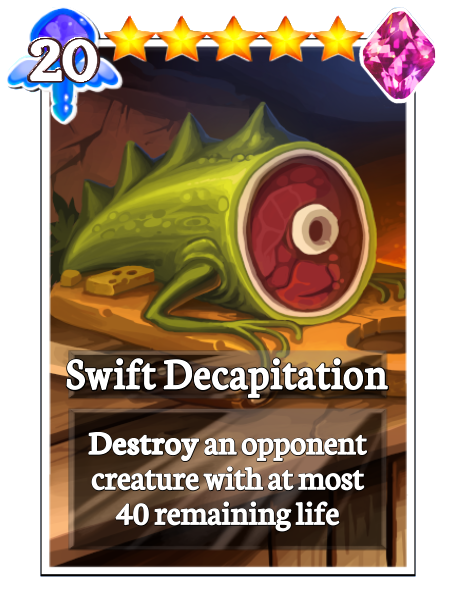 20
Swift Decapitation
Destroy an opponent
creature with at most
40 remaining life